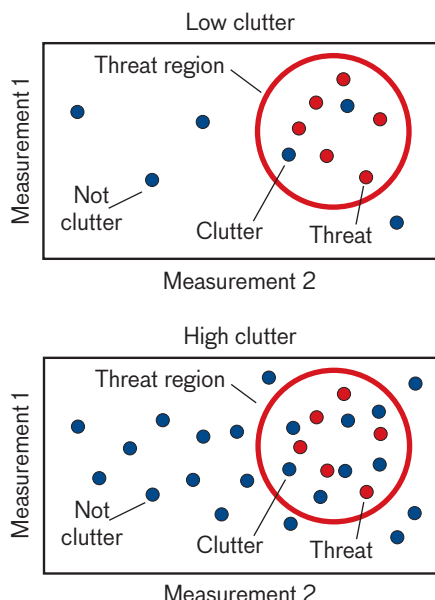 Low clutter
Threat region
Measurement 1
Not
clutter
Clutter
Threat
Measurement 2
High clutter
Threat region
Measurement 1
Not
clutter
Clutter
Threat
Measurement 2